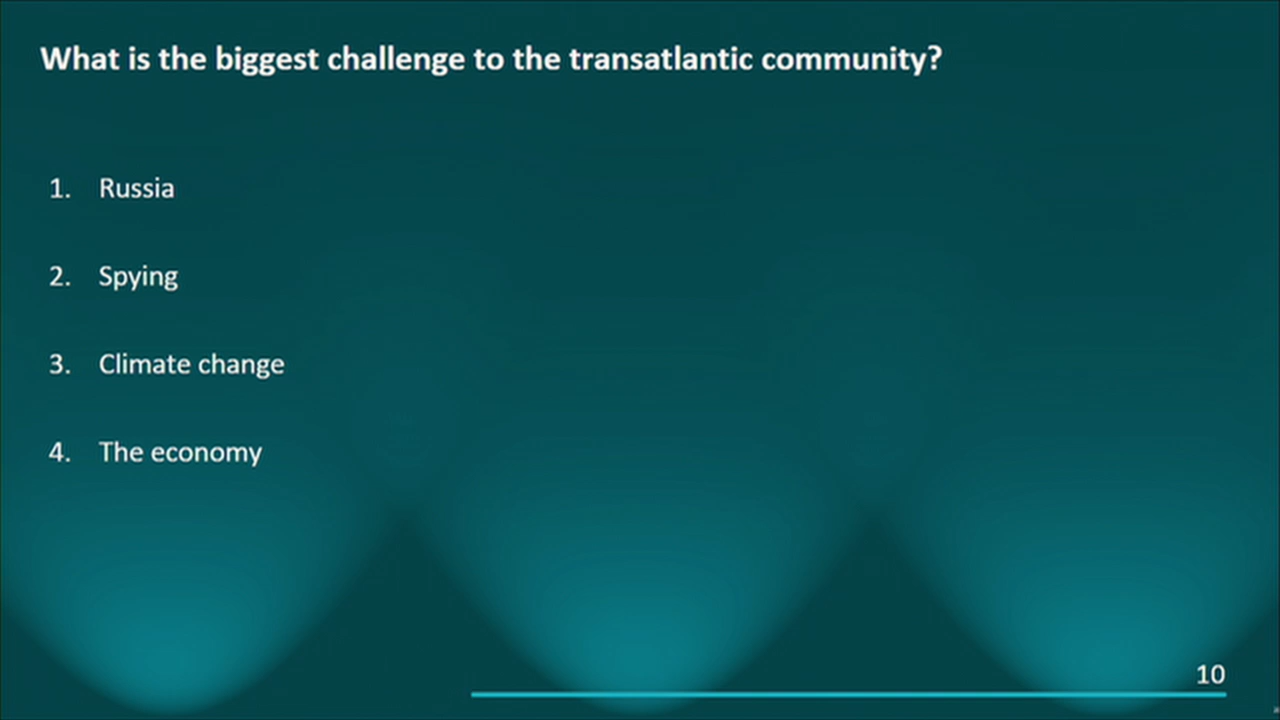 What is the biggest challenge to the transatlantic community?
1. Russia
2. Spying
3. Climate change
4. The economy
10